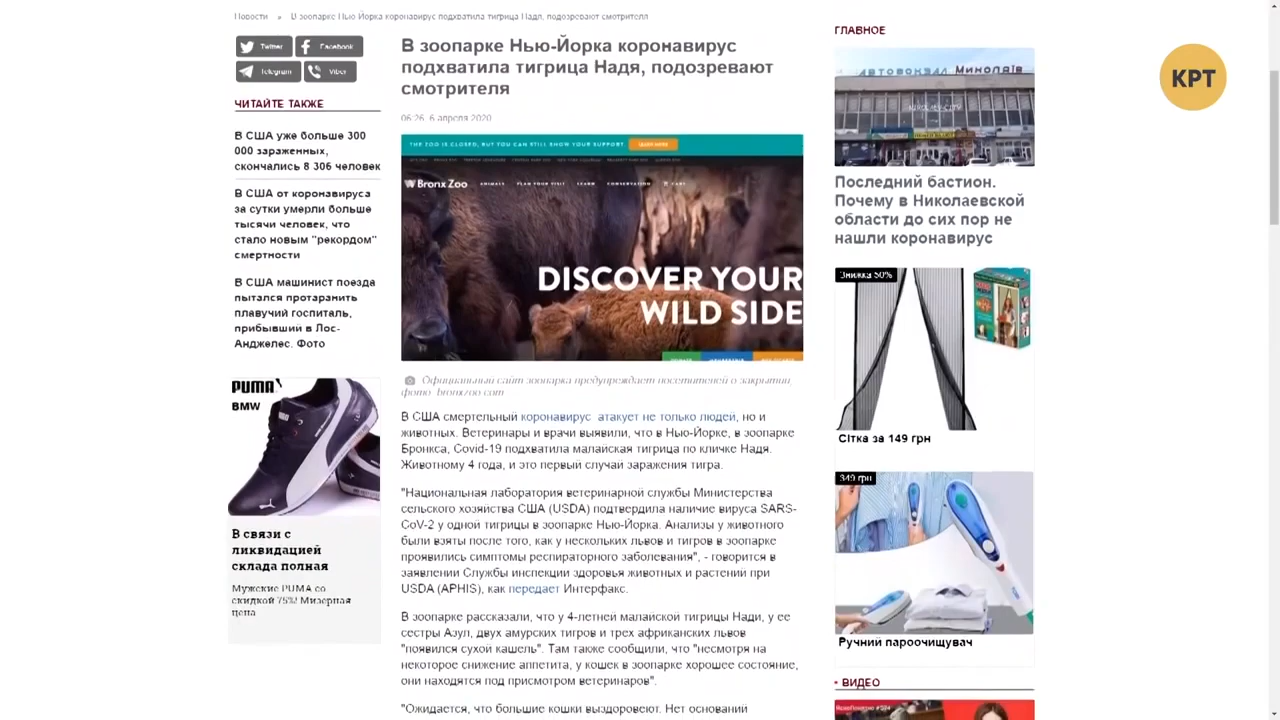 Новости » В зоопарке Нью-Йорка коронавирус подхватила тигрица Надя, подозревают смотрителя
Twitter
Facebook
Telegram
Viber
ЧИТАЙТЕ ТАКЖЕ
В США уже больше 300
000 зараженных,
скончались 8 306 человек
В США от коронавируса
за сутки умерли больше
тысячи человек, что
стало новым "рекордом"
смертности
В США машинист поезда
пытался протаранить
плавучий госпиталь,
прибывший в Лос-
Анджелес. Фото
PUMA
BMW
В связи с
ликвидацией
склада полная
Мужские PUMA со
скидкой 75%! Мизерная
цена
В зоопарке Нью-Йорка коронавирус
подхватила тигрица Надя, подозревают
смотрителя
06:26, 6 апреля 2020
THE ZOO IS CLOSED, BUT YOU CAN STILL SHOW YOUR SUPPORT.
Bronx Zoo
ANIMALS
PLAN YOUR VISIT
LEARN
CONSERVATION
CART
DISCOVER YOUR
WILD SIDE
Официальный сайт зоопарка предупреждает посетителей о закрытии,
фото: bronxzoo.com
В США смертельный коронавирус атакует не только людей, но и
животных. Ветеринары и врачи выявили, что в Нью-Йорке, в зоопарке
Бронкса, Covid-19 подхватила малайская тигрица по кличке Надя.
Животному 4 года, и это первый случай заражения тигра.
"Национальная лаборатория ветеринарной службы Министерства
сельского хозяйства США (USDA) подтвердила наличие вируса SARS-
CoV-2 у одной тигрицы в зоопарке Нью-Йорка. Анализы у животного
были взяты после того, как у нескольких львов и тигров в зоопарке
проявились симптомы респираторного заболевания", - говорится в
заявлении Службы инспекции здоровья животных и растений при
USDA (APHIS), как передает Интерфакс.
В зоопарке рассказали, что у 4-летней малайской тигрицы Нади, у ее
сестры Азул, двух амурских тигров и трех африканских львов
"появился сухой кашель". Там также сообщили, что "несмотря на
некоторое снижение аппетита, у кошек в зоопарке хорошее состояние,
они находятся под присмотром ветеринаров".
"Ожидается, что большие кошки выздоровеют. Нет оснований
ГЛАВНОЕ
АВТОВОКЗАЛ Миколаїв
Последний бастион.
Почему в Николаевской
области до сих пор не
нашли коронавирус
Знижка 50%
Сітка за 149 грн
349 грн
Ручний пароочищувач
ВИДЕО
КРТ